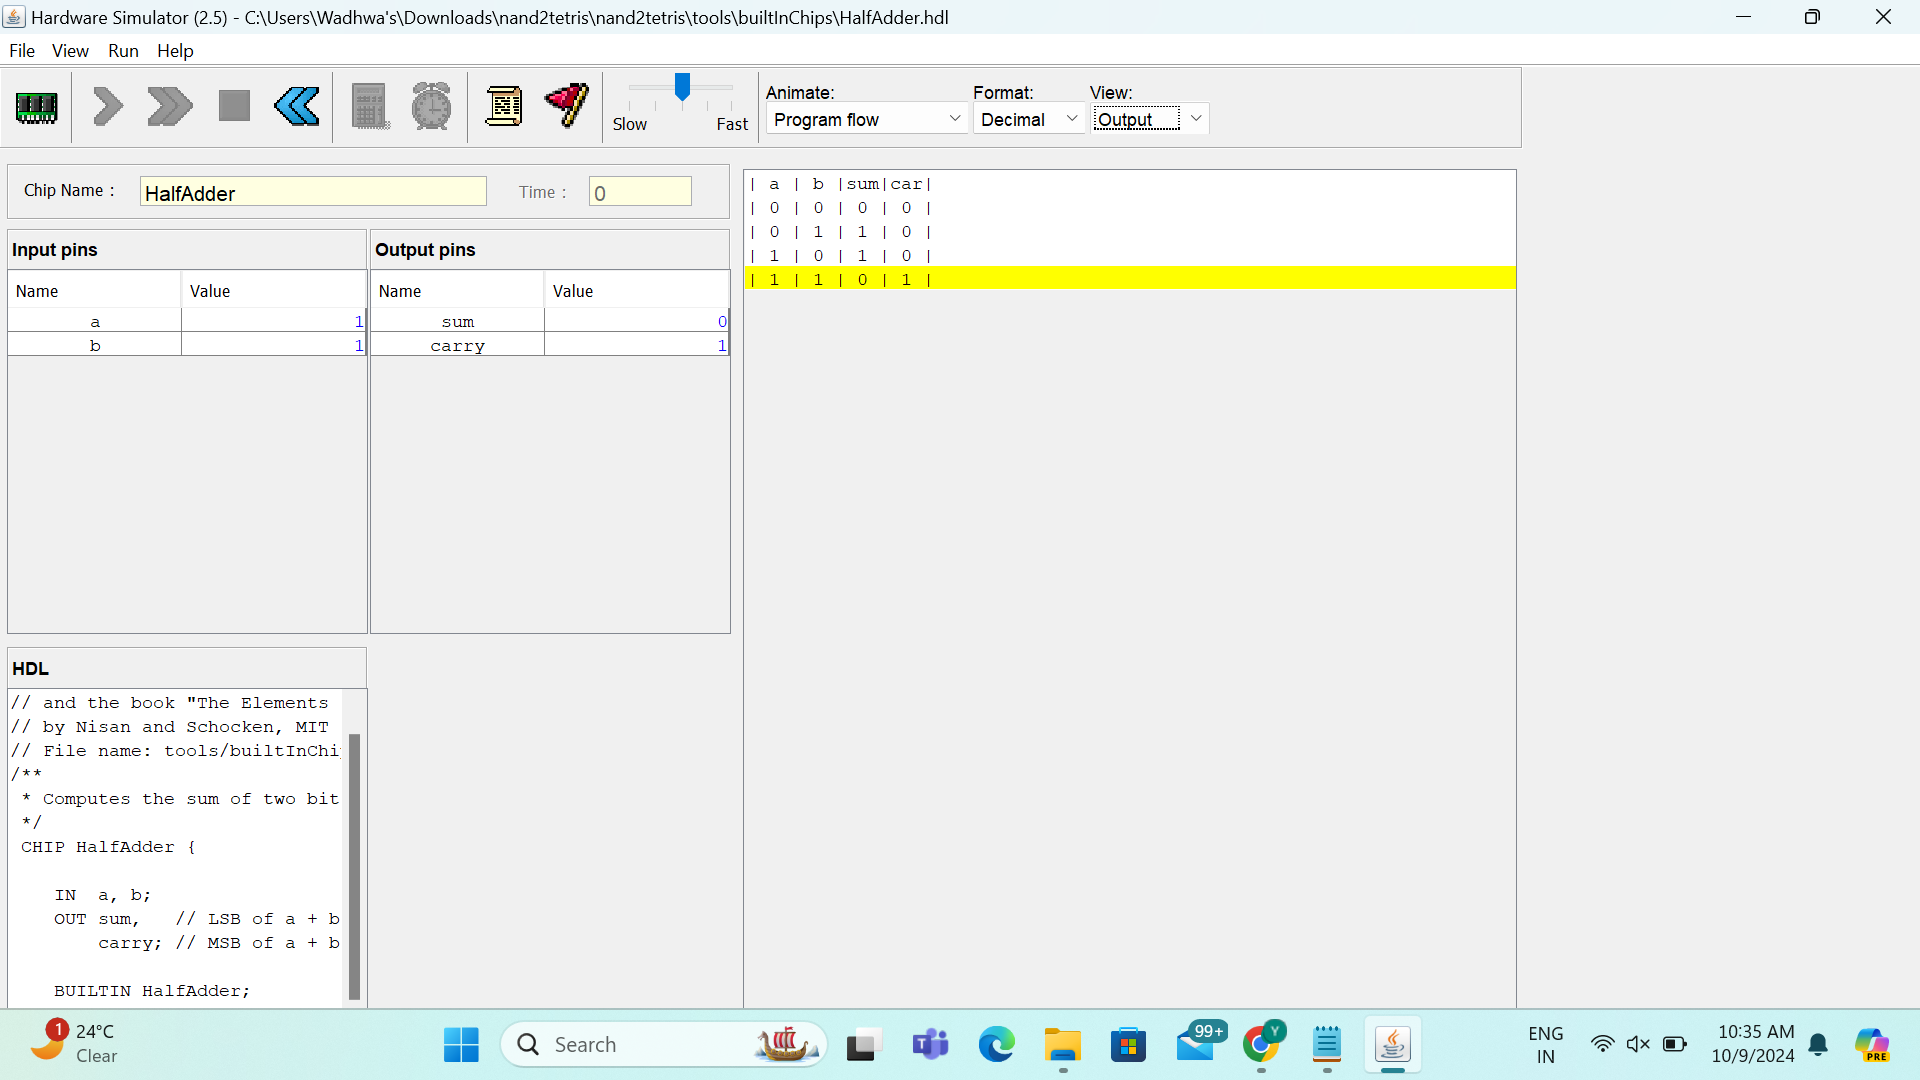 Hardware Simulator (2.5) - C:\Users\Wadhwa's\Downloads\nand2tetris\nand2tetris\tools\builtInChips\HalfAdder.hdl
File View Run Help
Slow Fast
Animate: Format: View:
Program flow Decimal Output
Chip Name : HalfAdder Time : 0
Input pins Output pins
Name Value Name Value
a 1 sum 0
b 1 carry 1
| a | b |sum|car|
| 0 | 0 | 0 | 0 |
| 0 | 1 | 1 | 0 |
| 1 | 0 | 1 | 0 |
| 1 | 1 | 0 | 1 |
HDL
// and the book "The Elements
// by Nisan and Schocken, MIT
// File name: tools/builtInChi
/**
* Computes the sum of two bit
*/
CHIP HalfAdder {
IN a, b;
OUT sum, // LSB of a + b
carry; // MSB of a + b
BUILTIN HalfAdder;
1 24°C
Clear
Search
99+
Y
ENG
IN
10:35 AM
10/9/2024
PRE